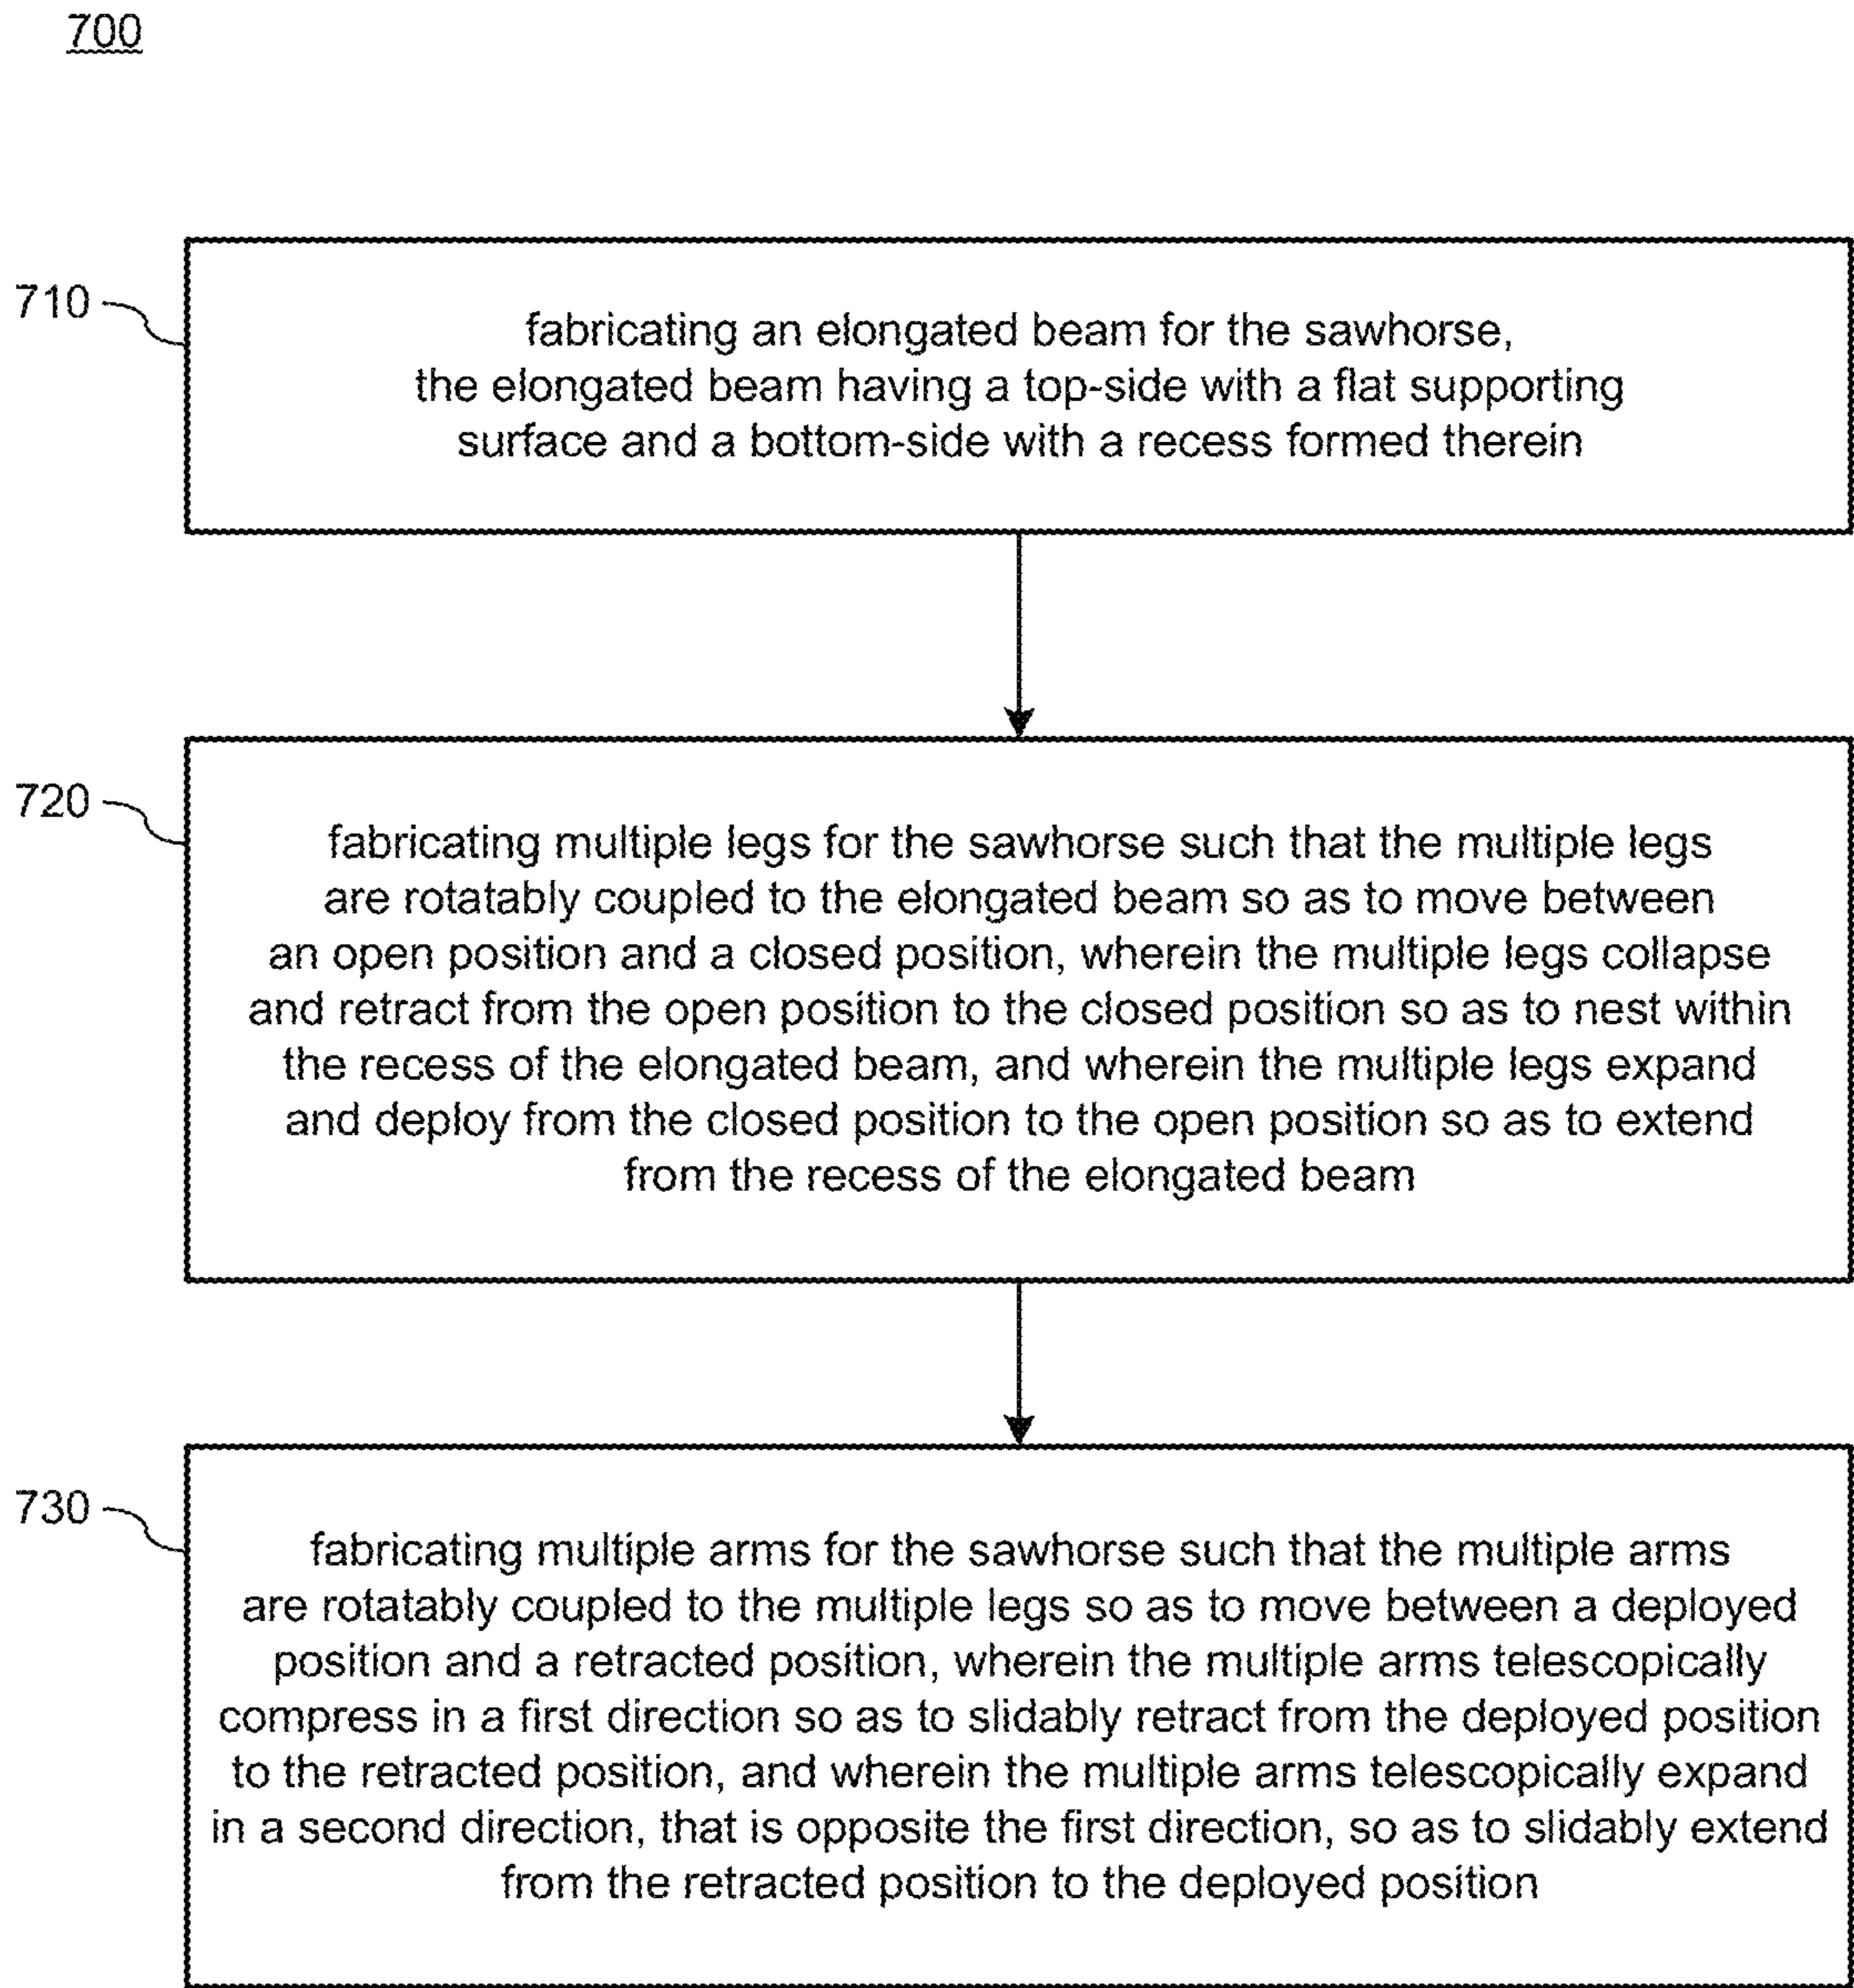 700
710
fabricating an elongated beam for the sawhorse,
the elongated beam having a top-side with a flat supporting
surface and a bottom-side with a recess formed therein
720
fabricating multiple legs for the sawhorse such that the multiple legs
are rotatably coupled to the elongated beam so as to move between
an open position and a closed position, wherein the multiple legs collapse
and retract from the open position to the closed position so as to nest within
the recess of the elongated beam, and wherein the multiple legs expand
and deploy from the closed position to the open position so as to extend
from the recess of the elongated beam
730
fabricating multiple arms for the sawhorse such that the multiple arms
are rotatably coupled to the multiple legs so as to move between a deployed
position and a retracted position, wherein the multiple arms telescopically
compress in a first direction so as to slidably retract from the deployed position
to the retracted position, and wherein the multiple arms telescopically expand
in a second direction, that is opposite the first direction, so as to slidably extend
from the retracted position to the deployed position